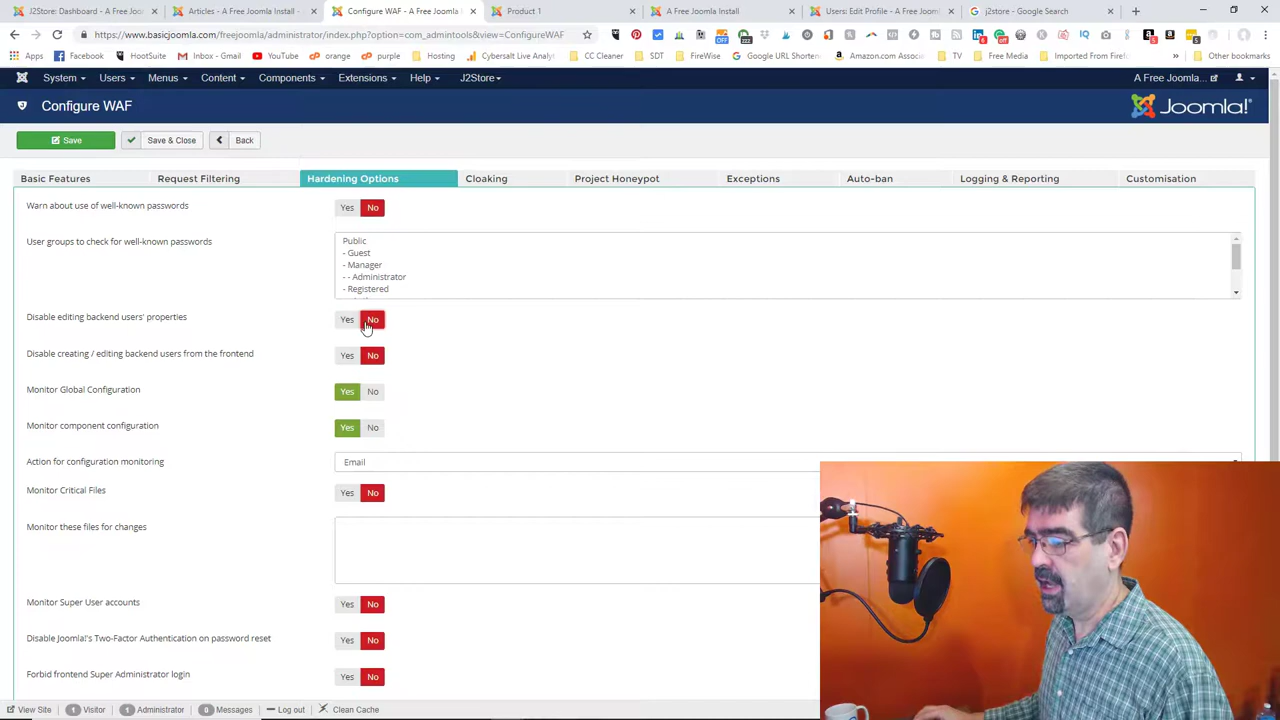 J2Store: Dashboard - A Free Joo
Articles - A Free Joomla Install -
Configure WAF - A Free Joomla
Product 1
A Free Joomla Install
Users: Edit Profile - A Free Joom
j2store - Google Search
https://www.basicjoomla.com/freejoomla/administrator/index.php?option=com_admintools&view=ConfigureWAF
Apps
Facebook
HootSuite
Inbox - Gmail
YouTube
orange
purple
Hosting
Cybersalt Live Analy
CC Cleaner
SDT
FireWise
Google URL Shorten
Amazon.com Associ
TV
Free Media
Imported From Firef
Other bookmarks
System
Users
Menus
Content
Components
Extensions
Help
J2Store
A Free Joomla...
Configure WAF
Joomla!
Save
Save & Close
Back
Basic Features
Request Filtering
Hardening Options
Cloaking
Project Honeypot
Exceptions
Auto-ban
Logging & Reporting
Customisation
Warn about use of well-known passwords
Yes No
User groups to check for well-known passwords
Public
- Guest
- Manager
- - Administrator
- Registered
Disable editing backend users' properties
Yes No
Disable creating / editing backend users from the frontend
Yes No
Monitor Global Configuration
Yes No
Monitor component configuration
Yes No
Action for configuration monitoring
Email
Monitor Critical Files
Yes No
Monitor these files for changes
Monitor Super User accounts
Yes No
Disable Joomla!'s Two-Factor Authentication on password reset
Yes No
Forbid frontend Super Administrator login
Yes No
View Site
1 Visitor
1 Administrator
0 Messages
Log out
Clean Cache